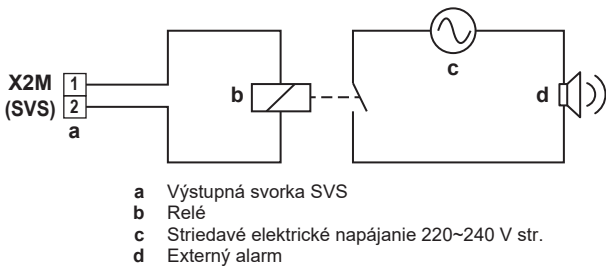 c
X2M 1
(SVS) 2
a
b
d
a Výstupná svorka SVS
b Relé
c Striedavé elektrické napájanie 220~240 V str.
d Externý alarm